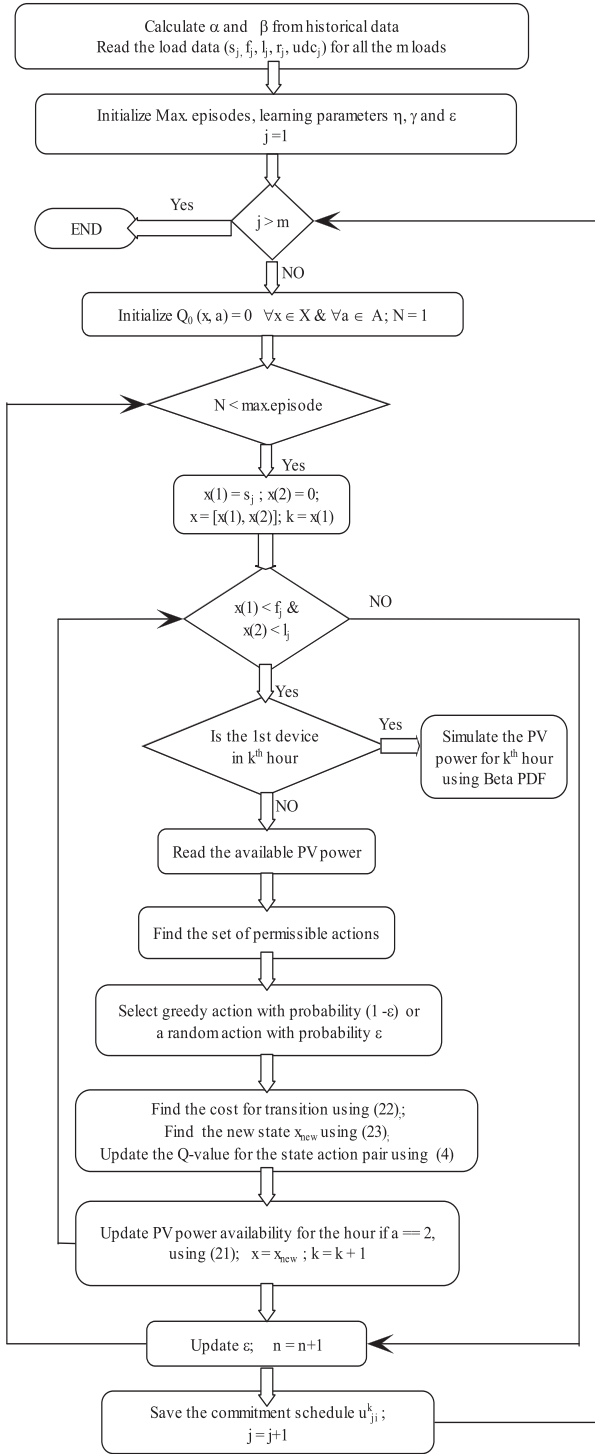 Calculate α and β from historical data
Read the load data (sj, fj, lj, rj, udcj) for all the m loads
Initialize Max. episodes, learning parameters η, γ and ε
j =1
Yes
END
j > m
NO
Initialize Q0 (x, a) = 0 ∀x ∈ X & ∀a ∈ A; N = 1
N < max.episode
Yes
x(1) = sj ; x(2) = 0;
x = [x(1), x(2)]; k = x(1)
x(1) < fj &
x(2) < lj
NO
Yes
Is the 1st device
in kth hour
Yes
Simulate the PV
power for kth hour
using Beta PDF
NO
Read the available PV power
Find the set of permissible actions
Select greedy action with probability (1 -ε) or
a random action with probability ε
Find the cost for transition using (22);;
Find the new state xnew using (23);
Update the Q-value for the state action pair using (4)
Update PV power availability for the hour if a == 2,
using (21); x = xnew ; k = k + 1
Update ε; n = n+1
Save the commitment schedule ukji ;
j = j+1